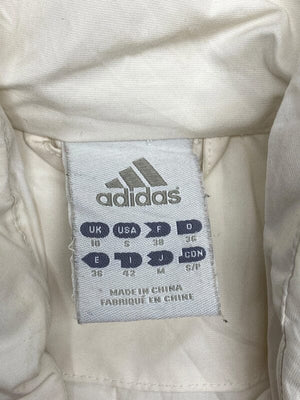 adidas®
UK USA F D
10 S 38 36
E I J CDN
36 42 M S/P
MADE IN CHINA
FABRIQUÉ EN CHINE